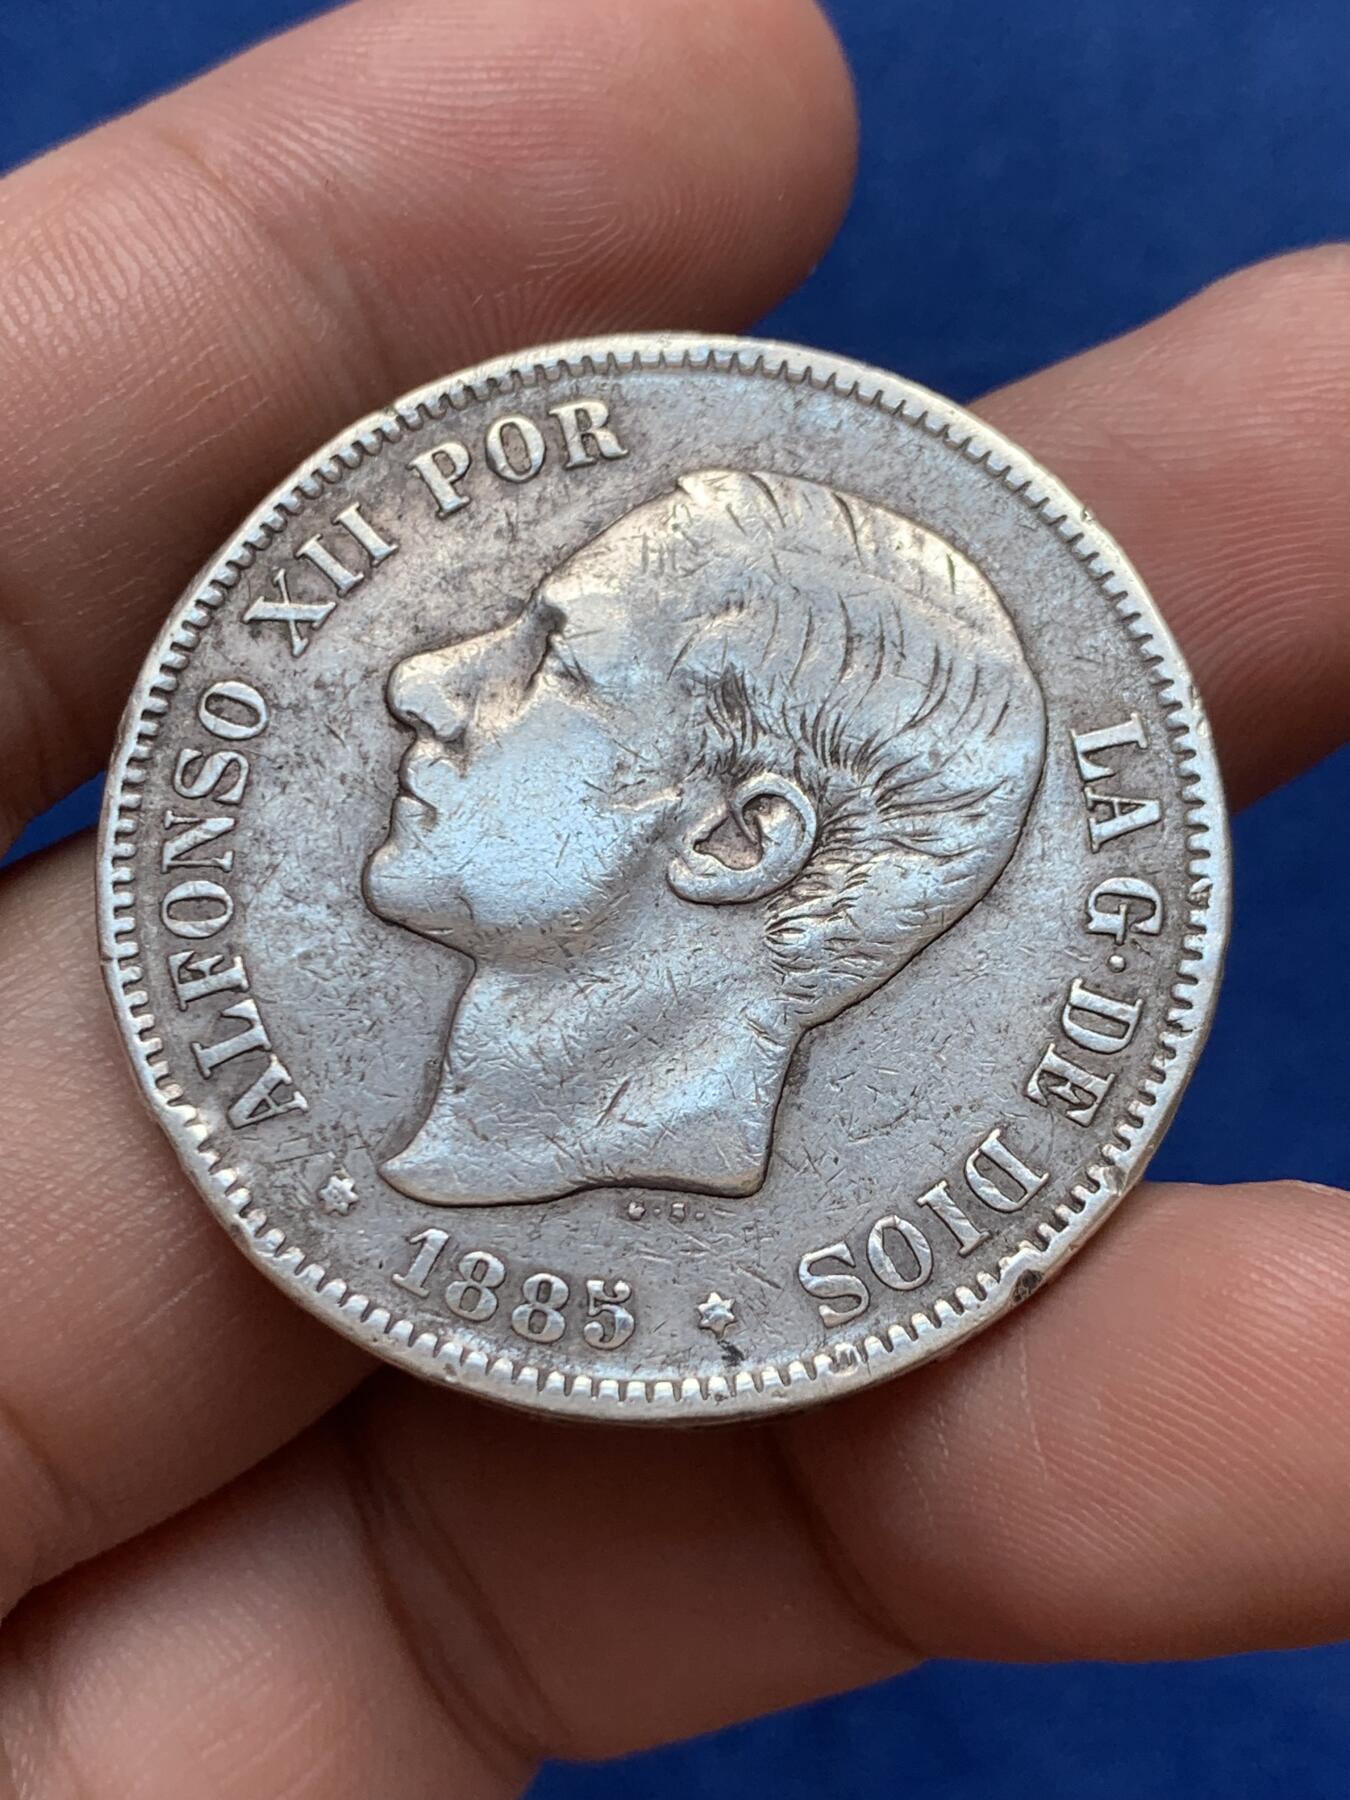 ALFONSO XII POR LA G·DE DIOS
1885